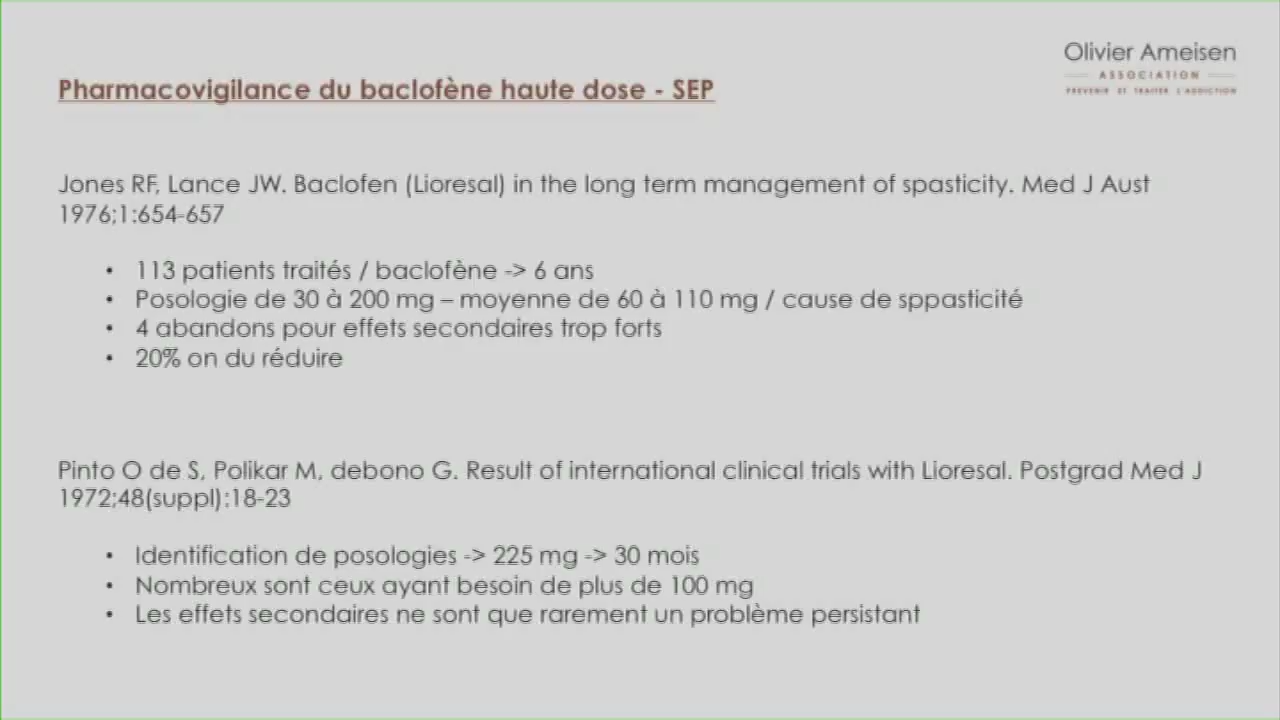 Olivier Ameisen
ASSOCIATION
PREVENIR ET TRAITER L'ADDICTION
Pharmacovigilance du baclofène haute dose - SEP
Jones RF, Lance JW. Baclofen (Lioresal) in the long term management of spasticity. Med J Aust
1976;1:654-657
• 113 patients traités / baclofène -> 6 ans
• Posologie de 30 à 200 mg – moyenne de 60 à 110 mg / cause de sppasticité
• 4 abandons pour effets secondaires trop forts
• 20% on du réduire
Pinto O de S, Polikar M, debono G. Result of international clinical trials with Lioresal. Postgrad Med J
1972;48(suppl):18-23
• Identification de posologies -> 225 mg -> 30 mois
• Nombreux sont ceux ayant besoin de plus de 100 mg
• Les effets secondaires ne sont que rarement un problème persistant